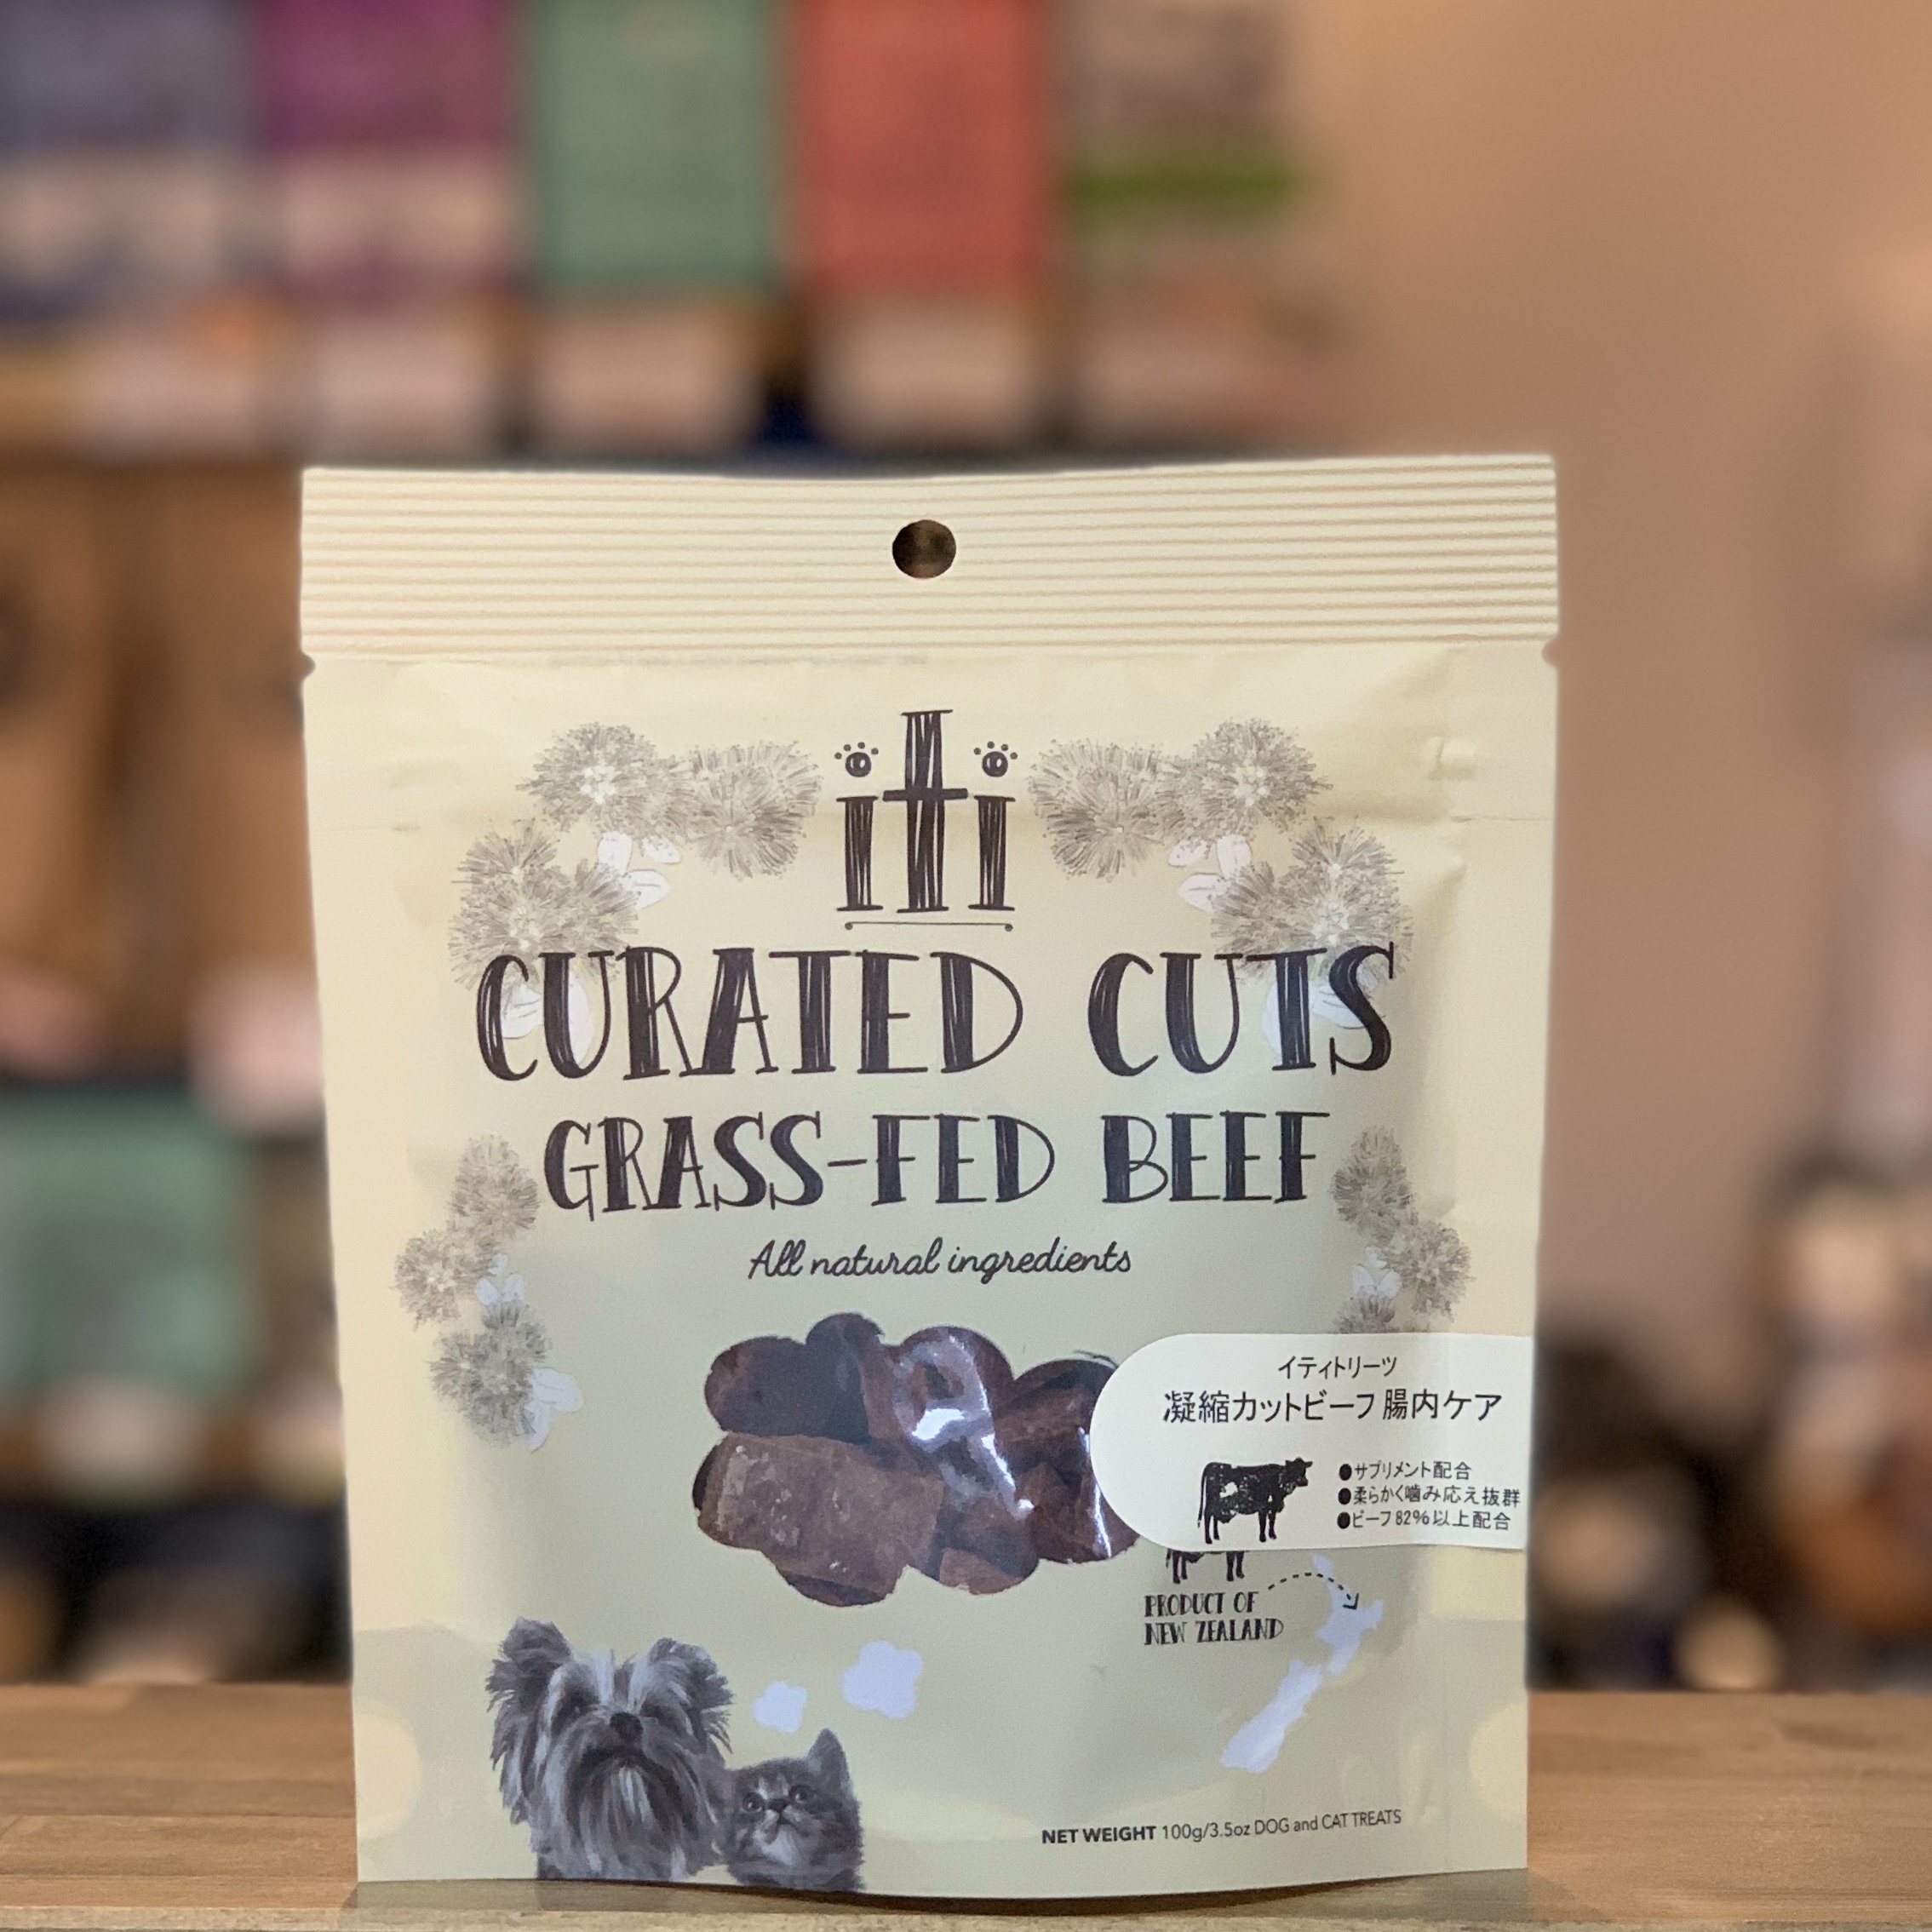 iti
CURATED CUTS
GRASS-FED BEEF
All natural ingredients
イティトリーツ
凝縮カットビーフ腸内ケア
●サプリメント配合
●柔らかく噛み応え抜群
●ビーフ82%以上配合
PRODUCT OF
NEW ZEALAND
NET WEIGHT 100g/3.5oz DOG and CAT TREATS